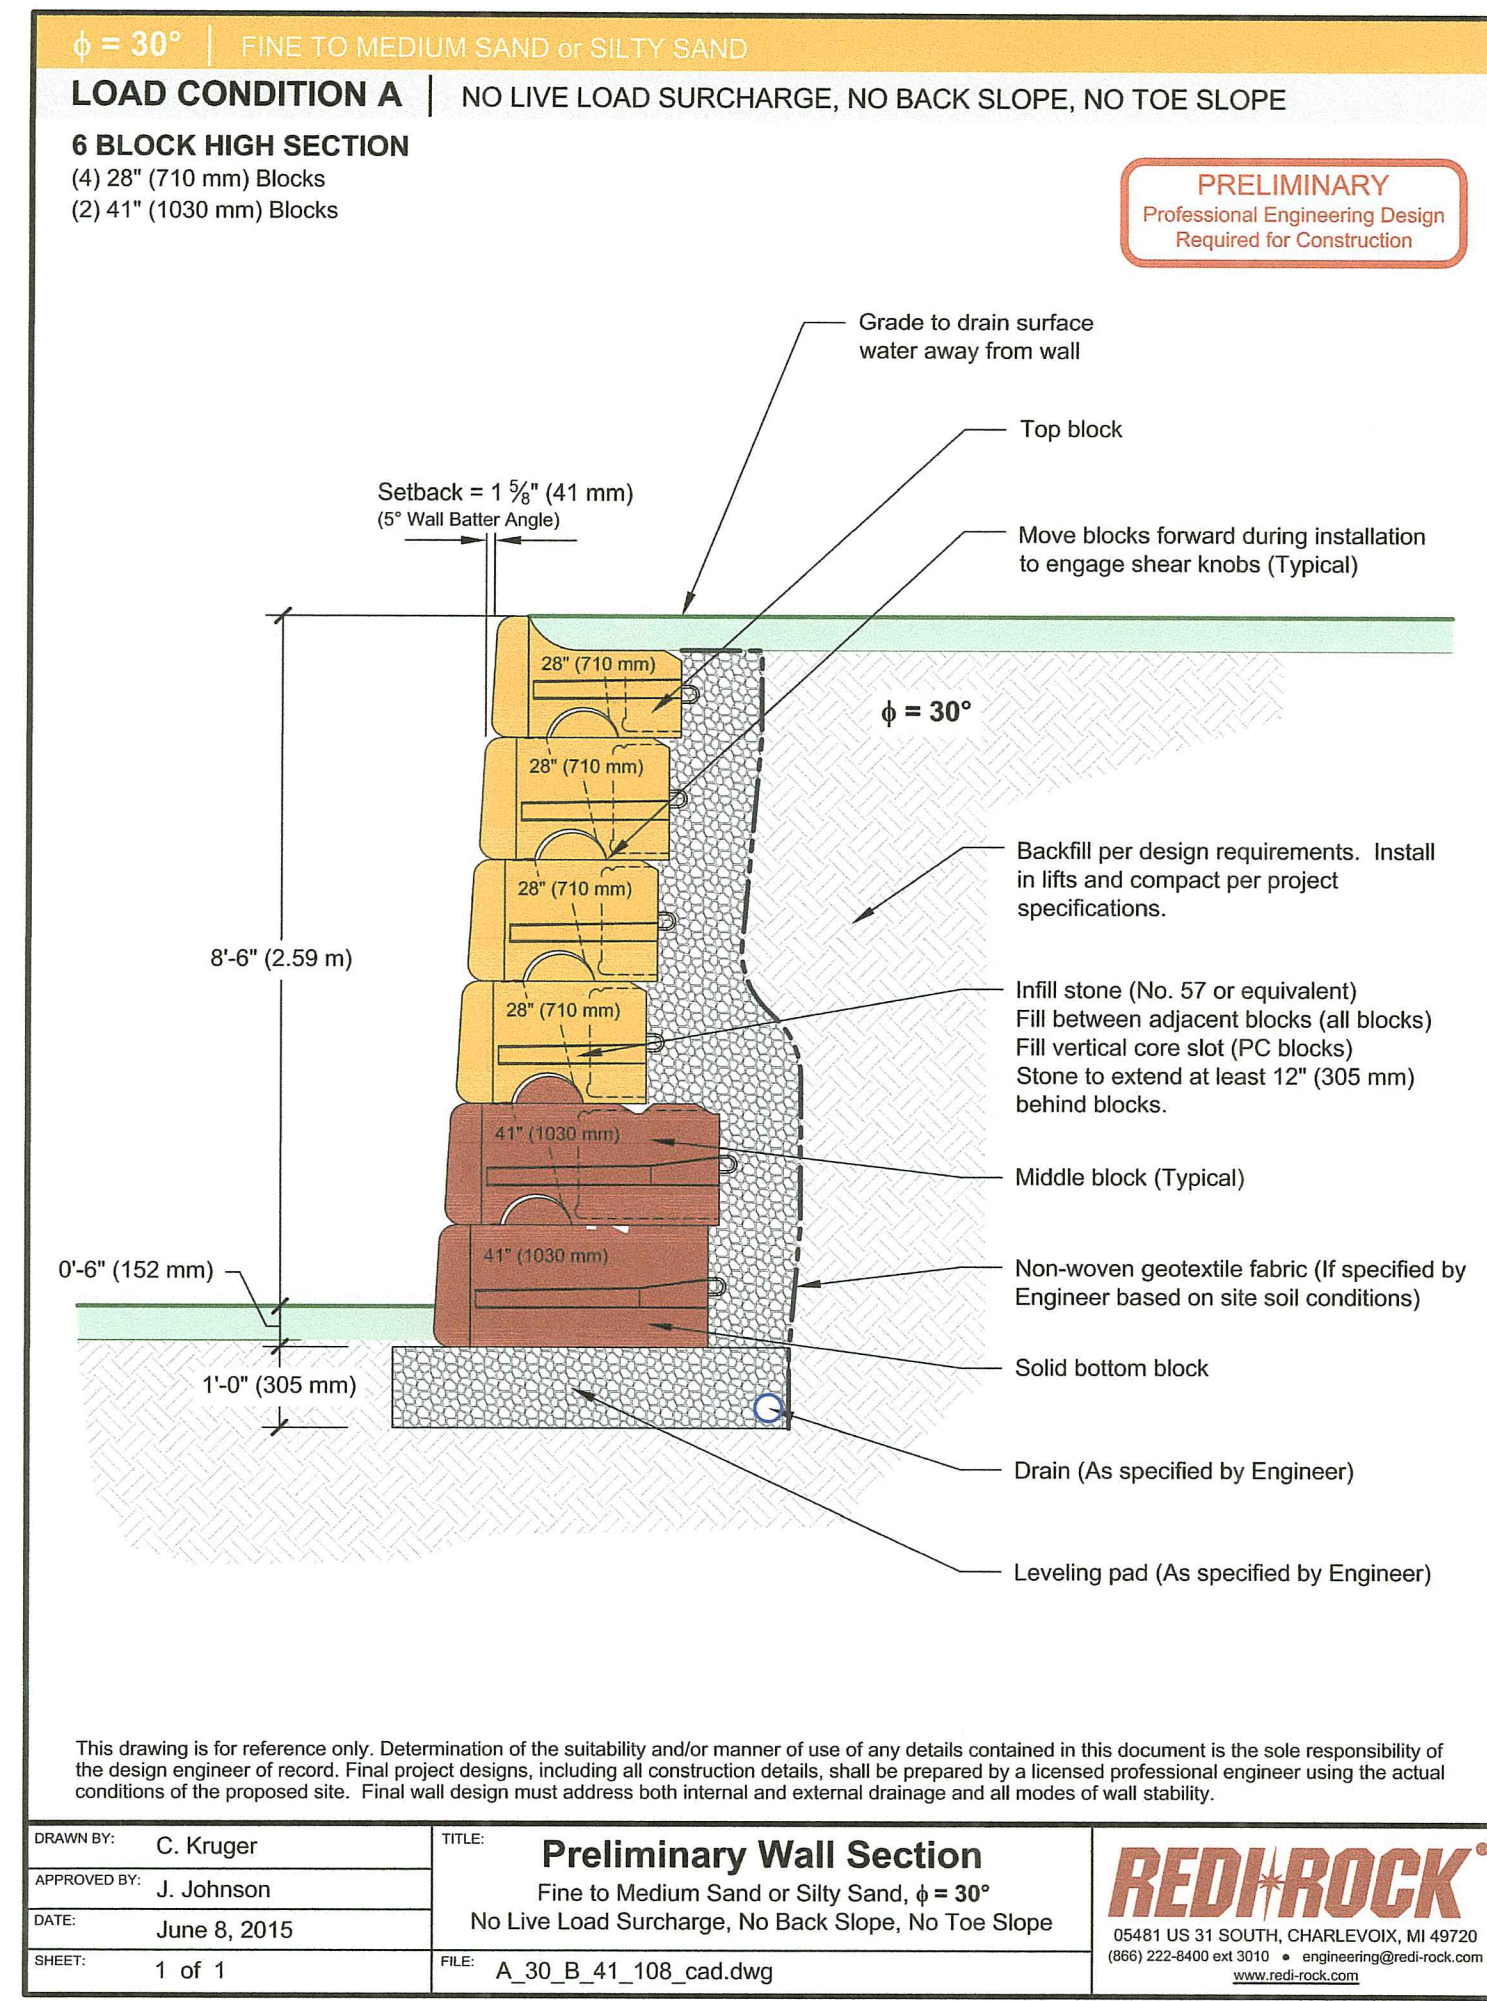 ϕ = 30° | FINE TO MEDIUM SAND or SILTY SAND
LOAD CONDITION A | NO LIVE LOAD SURCHARGE, NO BACK SLOPE, NO TOE SLOPE
6 BLOCK HIGH SECTION
(4) 28" (710 mm) Blocks
(2) 41" (1030 mm) Blocks
PRELIMINARY
Professional Engineering Design
Required for Construction
Grade to drain surface
water away from wall
Top block
Setback = 1 5/8" (41 mm)
(5° Wall Batter Angle)
Move blocks forward during installation
to engage shear knobs (Typical)
28" (710 mm)
ϕ = 30°
28" (710 mm)
Backfill per design requirements. Install
in lifts and compact per project
specifications.
28" (710 mm)
8'-6" (2.59 m)
28" (710 mm)
Infill stone (No. 57 or equivalent)
Fill between adjacent blocks (all blocks)
Fill vertical core slot (PC blocks)
Stone to extend at least 12" (305 mm)
behind blocks.
41" (1030 mm)
Middle block (Typical)
41" (1030 mm)
0'-6" (152 mm)
Non-woven geotextile fabric (If specified by
Engineer based on site soil conditions)
Solid bottom block
1'-0" (305 mm)
Drain (As specified by Engineer)
Leveling pad (As specified by Engineer)
This drawing is for reference only. Determination of the suitability and/or manner of use of any details contained in this document is the sole responsibility of
the design engineer of record. Final project designs, including all construction details, shall be prepared by a licensed professional engineer using the actual
conditions of the proposed site. Final wall design must address both internal and external drainage and all modes of wall stability.
DRAWN BY: C. Kruger
APPROVED BY: J. Johnson
DATE: June 8, 2015
SHEET: 1 of 1
TITLE: Preliminary Wall Section
Fine to Medium Sand or Silty Sand, ϕ = 30°
No Live Load Surcharge, No Back Slope, No Toe Slope
FILE: A_30_B_41_108_cad.dwg
REDI-ROCK®
05481 US 31 SOUTH, CHARLEVOIX, MI 49720
(866) 222-8400 ext 3010 • engineering@redi-rock.com
www.redi-rock.com